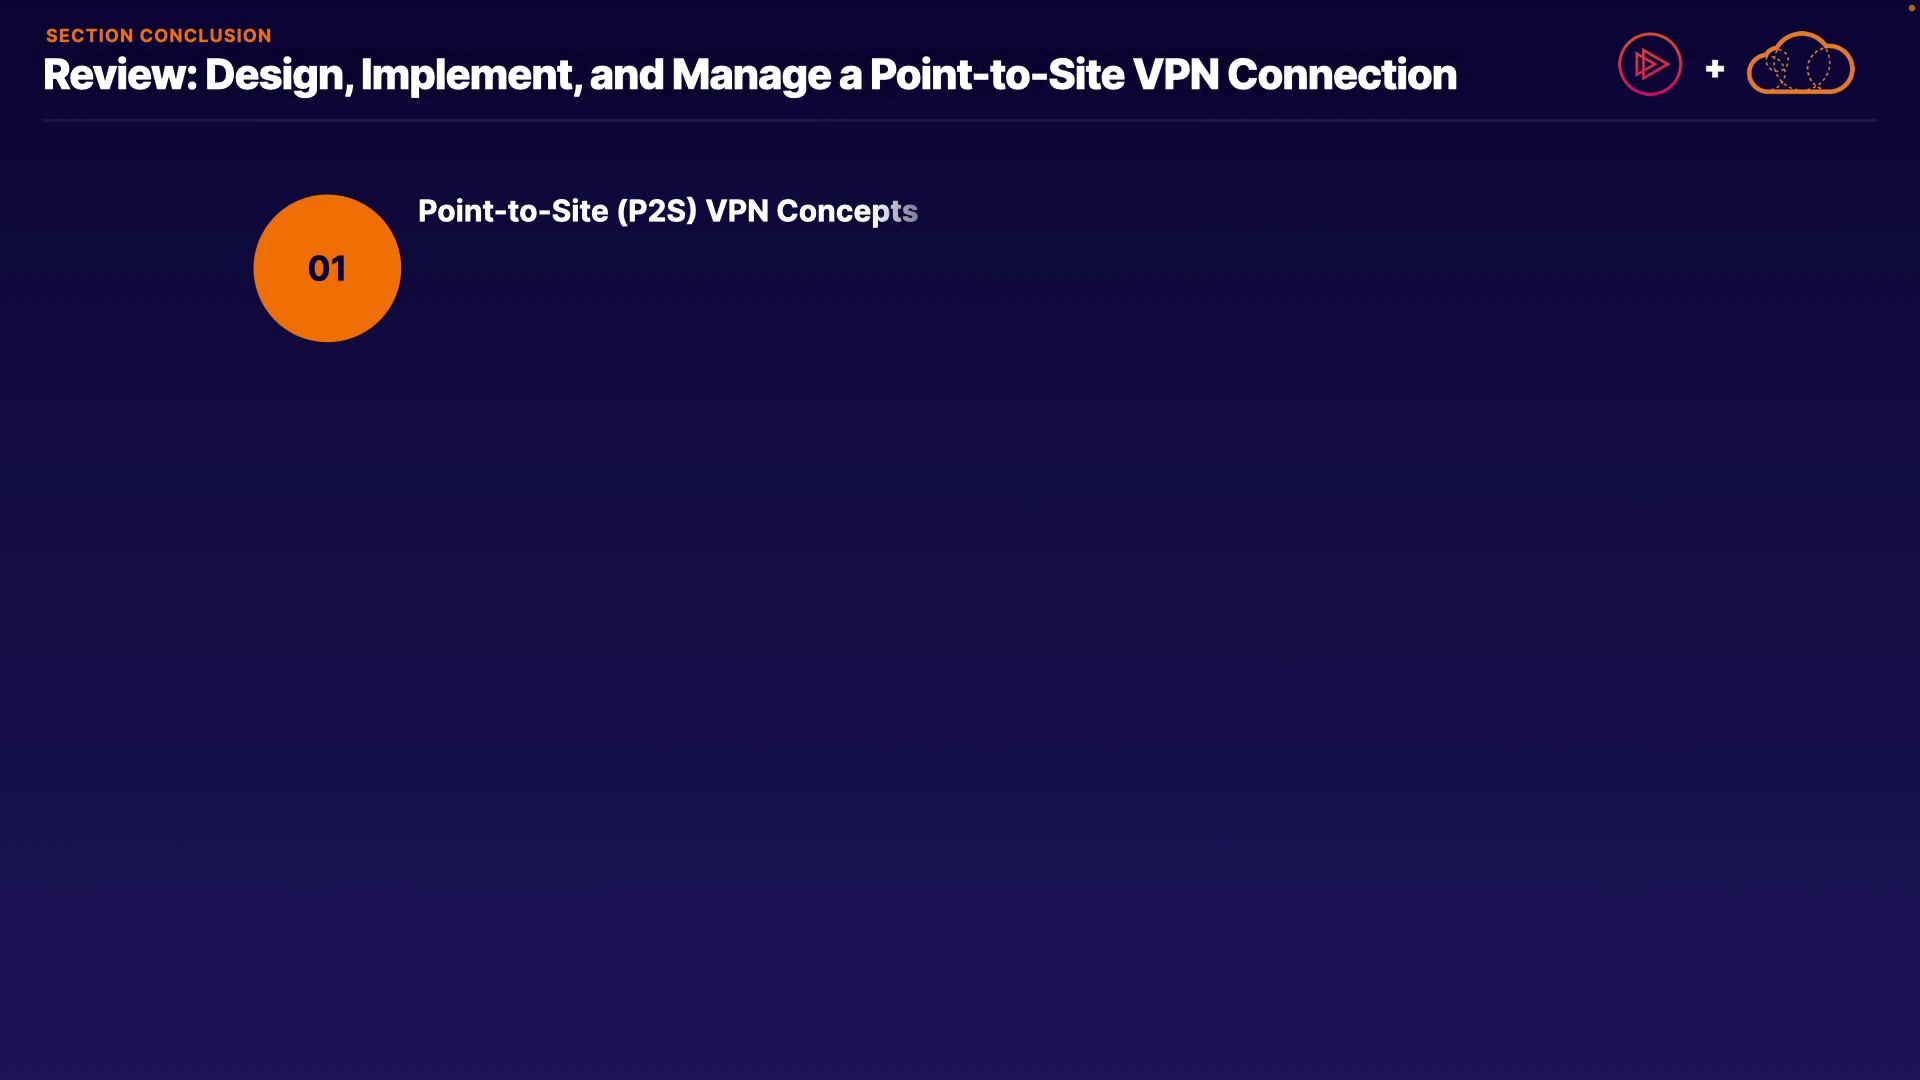 SECTION CONCLUSION
Review: Design, Implement, and Manage a Point-to-Site VPN Connection
+
01
Point-to-Site (P2S) VPN Concepts